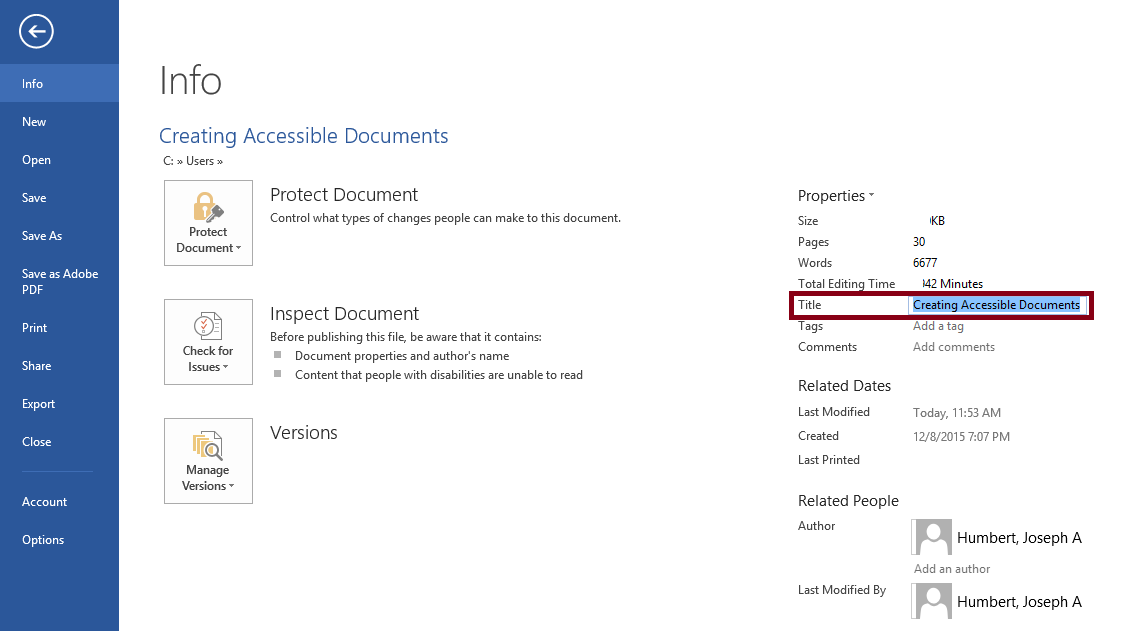 Info
New
Open
Save
Save As
Save as Adobe
PDF
Print
Share
Export
Close
Account
Options
Info
Creating Accessible Documents
C: » Users »
Protect
Document
Protect Document
Control what types of changes people can make to this document.
Check for
Issues
Inspect Document
Before publishing this file, be aware that it contains:
Document properties and author's name
Content that people with disabilities are unable to read
Manage
Versions
Versions
Properties
Size KB
Pages 30
Words 6677
Total Editing Time 42 Minutes
Title Creating Accessible Documents
Tags Add a tag
Comments Add comments
Related Dates
Last Modified Today, 11:53 AM
Created 12/8/2015 7:07 PM
Last Printed
Related People
Author Humbert, Joseph A
Add an author
Last Modified By Humbert, Joseph A